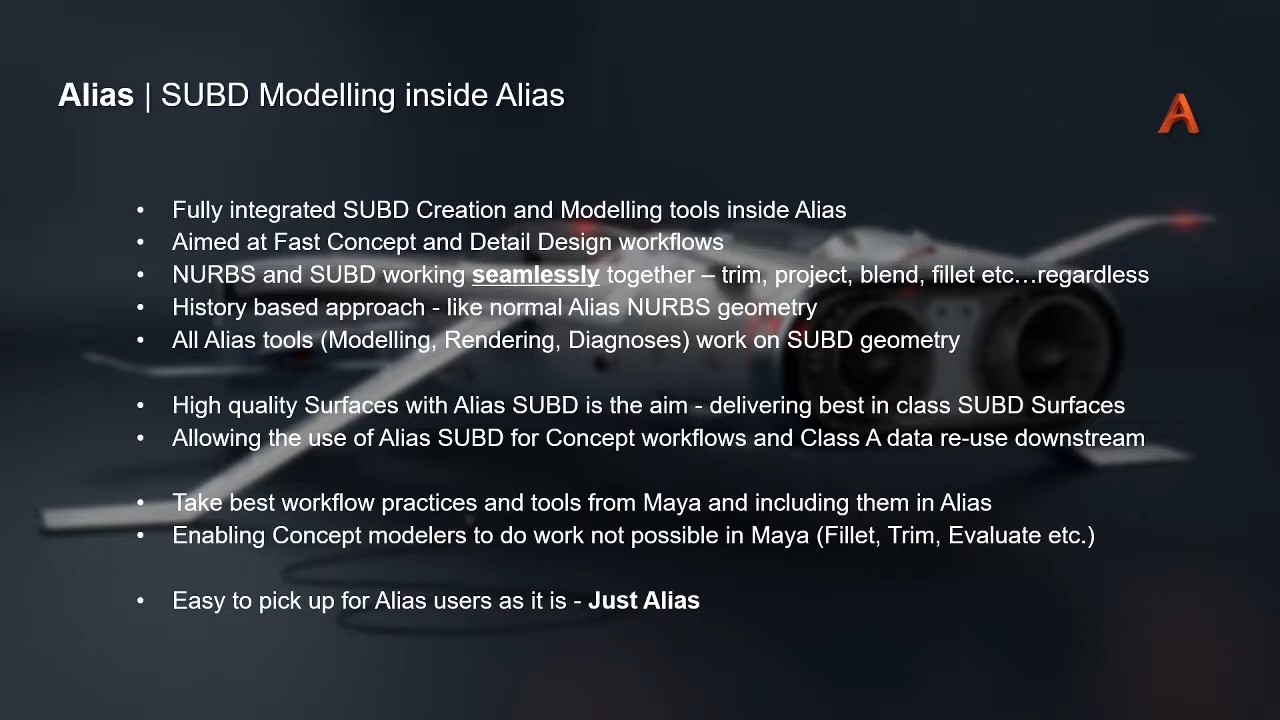 Alias | SUBD Modelling inside Alias
• Fully integrated SUBD Creation and Modelling tools inside Alias
• Aimed at Fast Concept and Detail Design workflows
• NURBS and SUBD working seamlessly together – trim, project, blend, fillet etc…regardless
• History based approach - like normal Alias NURBS geometry
• All Alias tools (Modelling, Rendering, Diagnoses) work on SUBD geometry
• High quality Surfaces with Alias SUBD is the aim - delivering best in class SUBD Surfaces
• Allowing the use of Alias SUBD for Concept workflows and Class A data re-use downstream
• Take best workflow practices and tools from Maya and including them in Alias
• Enabling Concept modelers to do work not possible in Maya (Fillet, Trim, Evaluate etc.)
• Easy to pick up for Alias users as it is - Just Alias